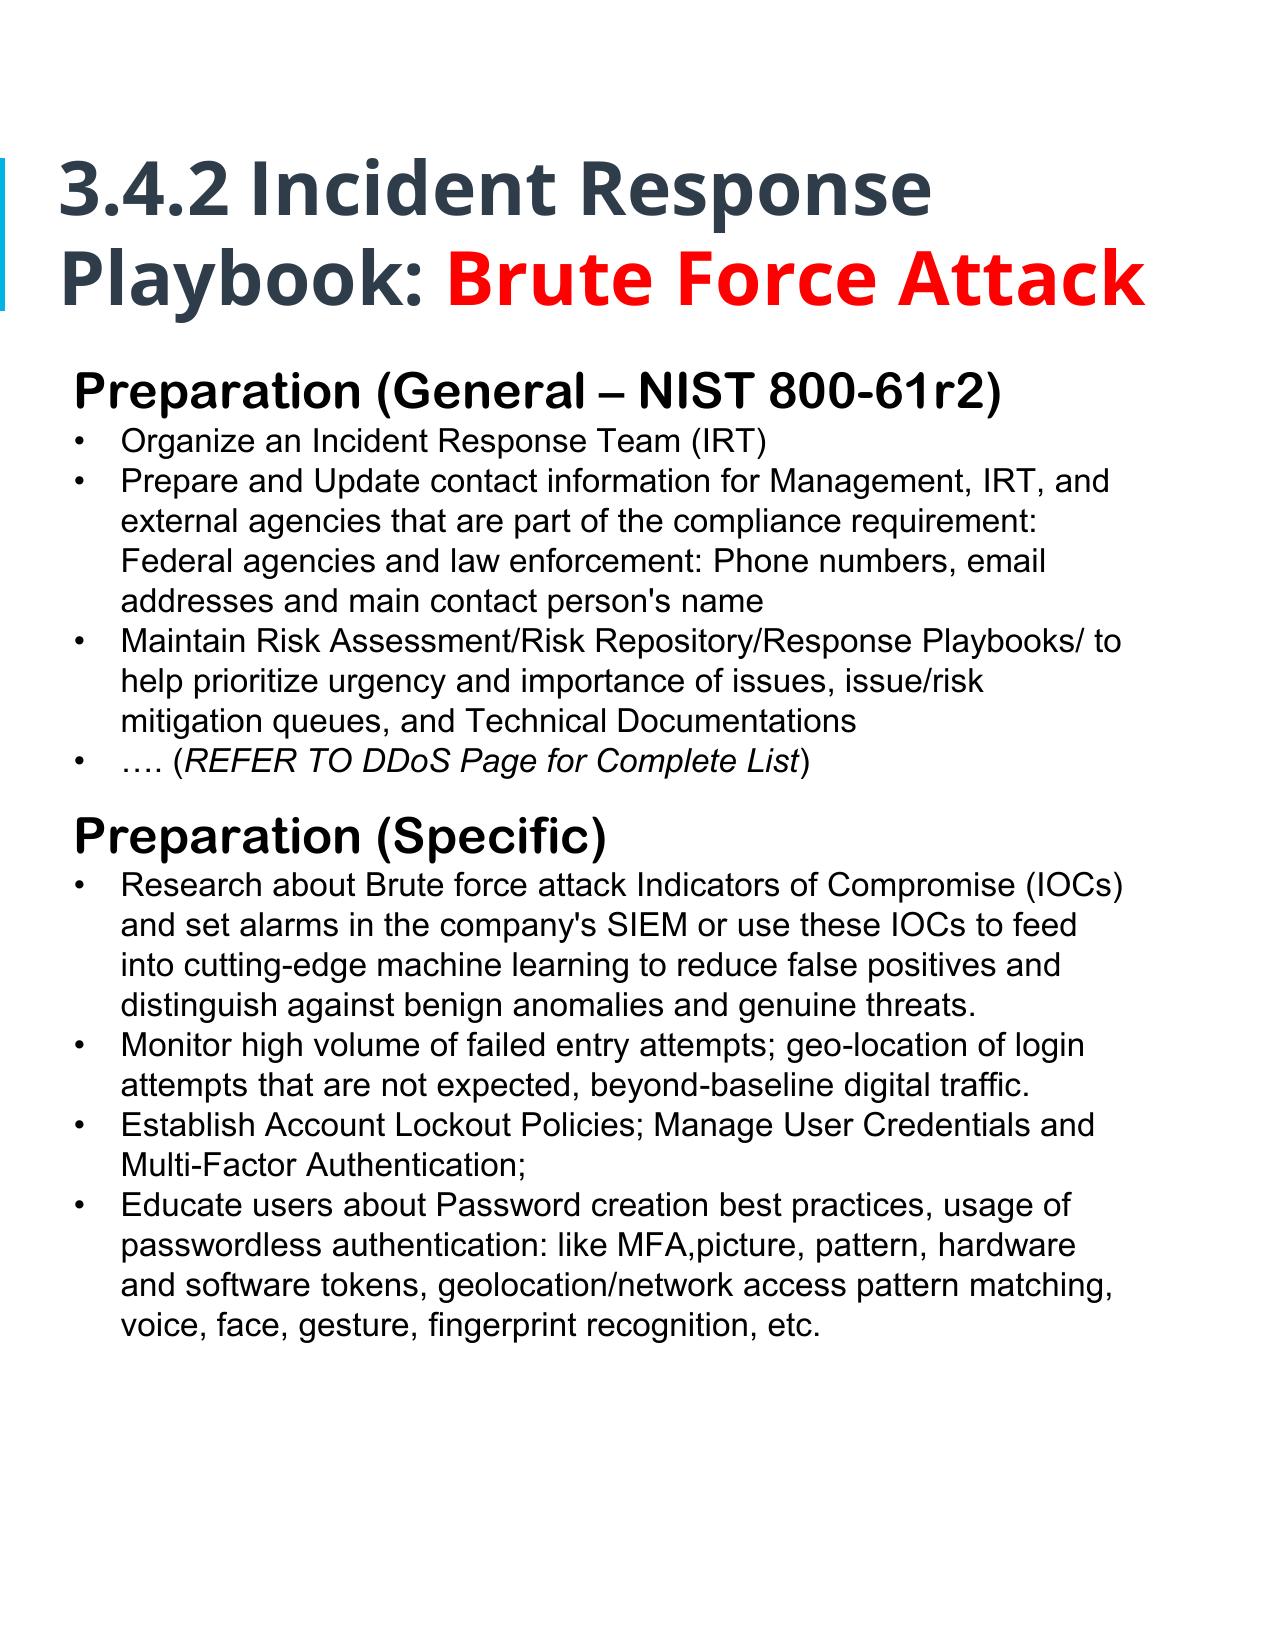 3.4.2 Incident Response
Playbook: Brute Force Attack
Preparation (General – NIST 800-61r2)
• Organize an Incident Response Team (IRT)
• Prepare and Update contact information for Management, IRT, and
external agencies that are part of the compliance requirement:
Federal agencies and law enforcement: Phone numbers, email
addresses and main contact person's name
• Maintain Risk Assessment/Risk Repository/Response Playbooks/ to
help prioritize urgency and importance of issues, issue/risk
mitigation queues, and Technical Documentations
• …. (REFER TO DDoS Page for Complete List)
Preparation (Specific)
• Research about Brute force attack Indicators of Compromise (IOCs)
and set alarms in the company's SIEM or use these IOCs to feed
into cutting-edge machine learning to reduce false positives and
distinguish against benign anomalies and genuine threats.
• Monitor high volume of failed entry attempts; geo-location of login
attempts that are not expected, beyond-baseline digital traffic.
• Establish Account Lockout Policies; Manage User Credentials and
Multi-Factor Authentication;
• Educate users about Password creation best practices, usage of
passwordless authentication: like MFA,picture, pattern, hardware
and software tokens, geolocation/network access pattern matching,
voice, face, gesture, fingerprint recognition, etc.